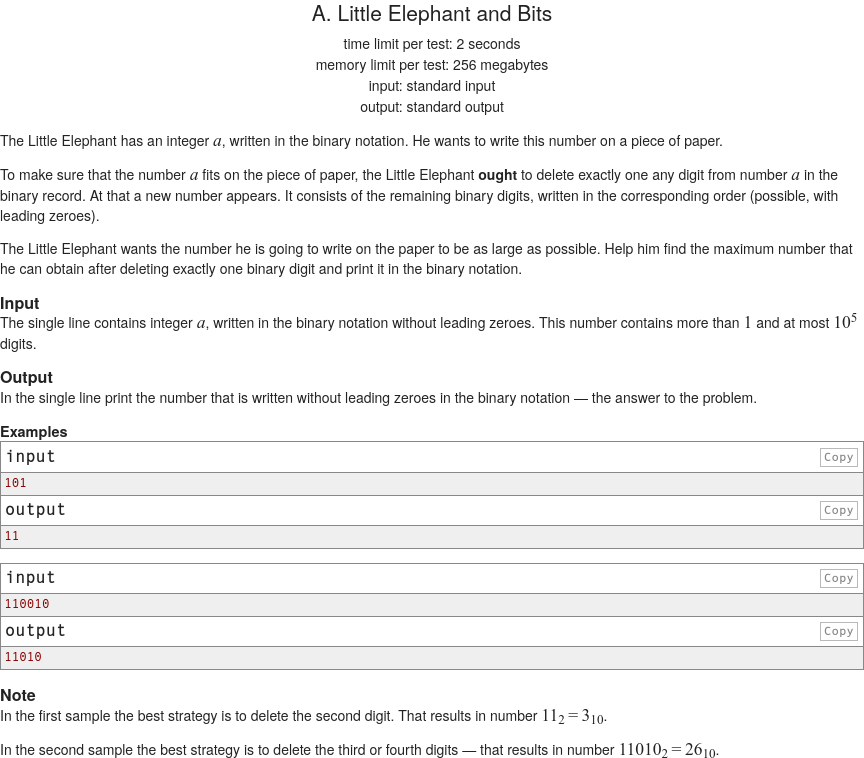 A. Little Elephant and Bits
time limit per test: 2 seconds
memory limit per test: 256 megabytes
input: standard input
output: standard output
The Little Elephant has an integer a, written in the binary notation. He wants to write this number on a piece of paper.
To make sure that the number a fits on the piece of paper, the Little Elephant ought to delete exactly one any digit from number a in the
binary record. At that a new number appears. It consists of the remaining binary digits, written in the corresponding order (possible, with
leading zeroes).
The Little Elephant wants the number he is going to write on the paper to be as large as possible. Help him find the maximum number that
he can obtain after deleting exactly one binary digit and print it in the binary notation.
Input
The single line contains integer a, written in the binary notation without leading zeroes. This number contains more than 1 and at most 10^5
digits.
Output
In the single line print the number that is written without leading zeroes in the binary notation — the answer to the problem.
Examples
input Copy
101
output Copy
11
input Copy
110010
output Copy
11010
Note
In the first sample the best strategy is to delete the second digit. That results in number 11₂ = 3₁₀.
In the second sample the best strategy is to delete the third or fourth digits — that results in number 11010₂ = 26₁₀.